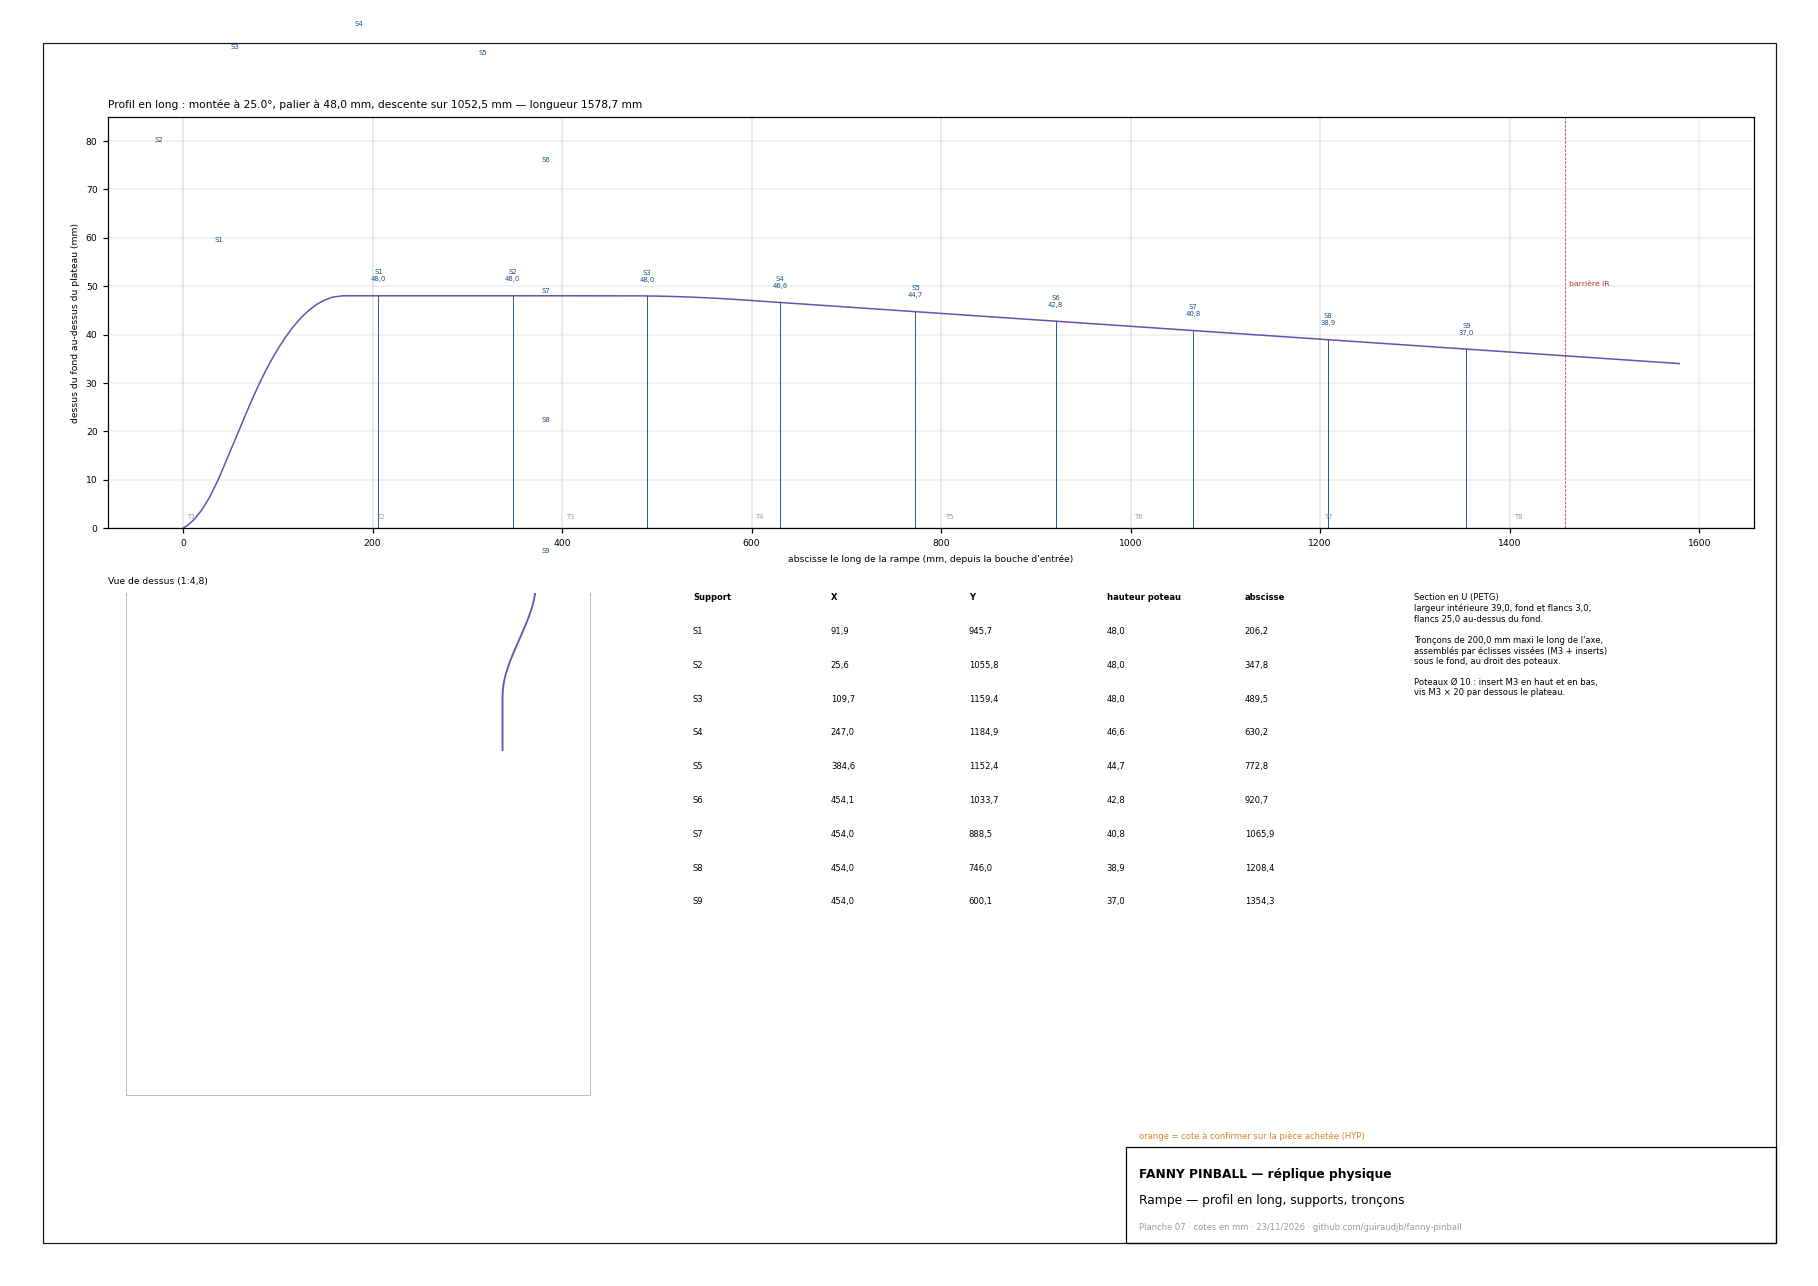 S4
S3
S5
Profil en long : montée à 25.0°, palier à 48,0 mm, descente sur 1052,5 mm — longueur 1578,7 mm
S2
S6
S1
S7
S8
S9
80
70
60
50
40
30
20
10
0
dessus du fond au-dessus du plateau (mm)
S1
48,0
S2
48,0
S3
48,0
S4
46,6
S5
44,7
S6
42,8
S7
40,8
S8
38,9
S9
37,0
barrière IR
T1 T2 T3 T4 T5 T6 T7 T8
0 200 400 600 800 1000 1200 1400 1600
abscisse le long de la rampe (mm, depuis la bouche d'entrée)
Vue de dessus (1:4,8)
Support X Y hauteur poteau abscisse
S1 91,9 945,7 48,0 206,2
S2 25,6 1055,8 48,0 347,8
S3 109,7 1159,4 48,0 489,5
S4 247,0 1184,9 46,6 630,2
S5 384,6 1152,4 44,7 772,8
S6 454,1 1033,7 42,8 920,7
S7 454,0 888,5 40,8 1065,9
S8 454,0 746,0 38,9 1208,4
S9 454,0 600,1 37,0 1354,3
Section en U (PETG)
largeur intérieure 39,0, fond et flancs 3,0,
flancs 25,0 au-dessus du fond.
Tronçons de 200,0 mm maxi le long de l'axe,
assemblés par éclisses vissées (M3 + inserts)
sous le fond, au droit des poteaux.
Poteaux Ø 10 : insert M3 en haut et en bas,
vis M3 × 20 par dessous le plateau.
orange = cote à confirmer sur la pièce achetée (HYP)
FANNY PINBALL — réplique physique
Rampe — profil en long, supports, tronçons
Planche 07 · cotes en mm · 23/11/2026 · github.com/guiraudjb/fanny-pinball